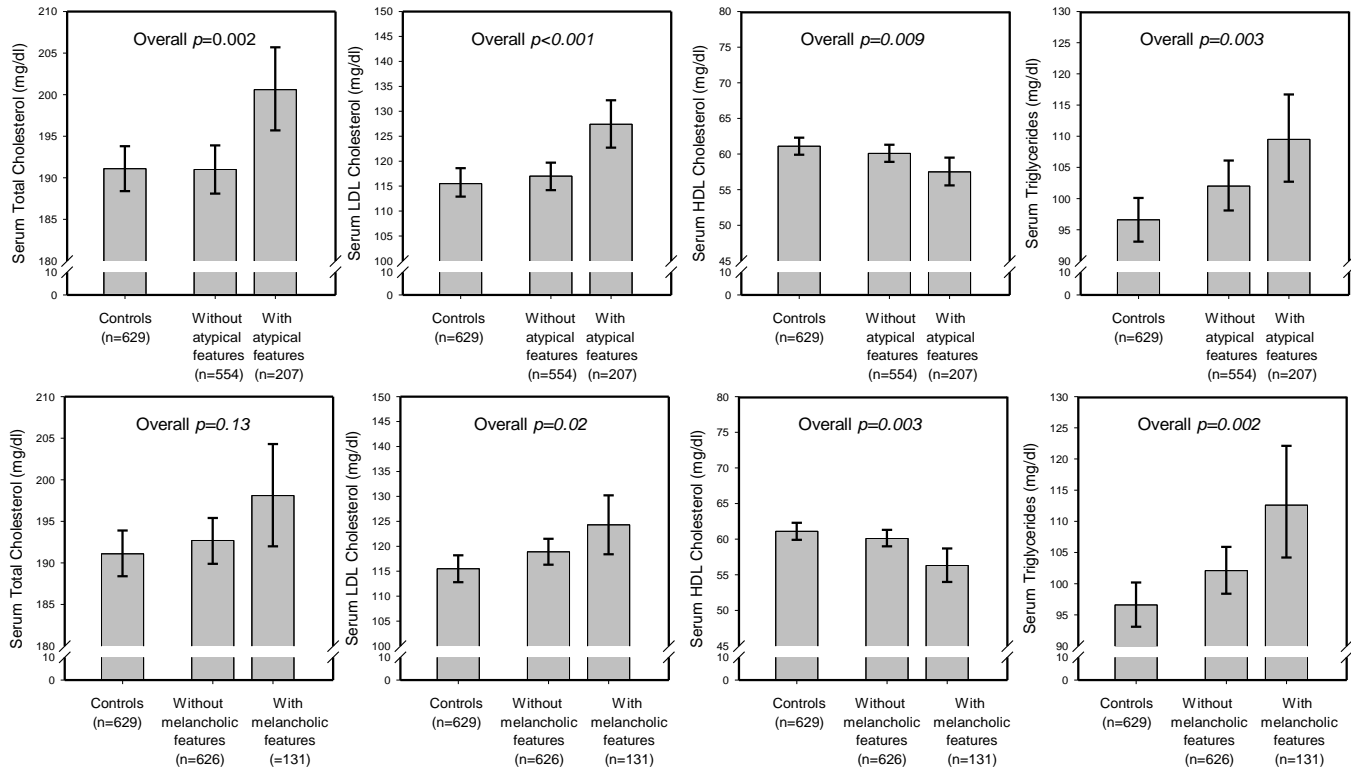 Overall p=0.002
Serum Total Cholesterol (mg/dl)
210
205
200
195
190
185
180
10
0
Controls
(n=629)
Without
atypical
features
(n=554)
With
atypical
features
(n=207)
Overall p<0.001
Serum LDL Cholesterol (mg/dl)
150
145
140
135
130
125
120
115
110
105
100
10
0
Controls
(n=629)
Without
atypical
features
(n=554)
With
atypical
features
(n=207)
Overall p=0.009
Serum HDL Cholesterol (mg/dl)
80
75
70
65
60
55
50
45
10
0
Controls
(n=629)
Without
atypical
features
(n=554)
With
atypical
features
(n=207)
Overall p=0.003
Serum Triglycerides (mg/dl)
130
125
120
115
110
105
100
95
90
10
0
Controls
(n=629)
Without
atypical
features
(n=554)
With
atypical
features
(n=207)
Overall p=0.13
Serum Total Cholesterol (mg/dl)
210
205
200
195
190
185
180
10
0
Controls
(n=629)
Without
melancholic
features
(n=626)
With
melancholic
features
(=131)
Overall p=0.02
Serum LDL Cholesterol (mg/dl)
150
145
140
135
130
125
120
115
110
105
100
10
0
Controls
(n=629)
Without
melancholic
features
(n=626)
With
melancholic
features
(n=131)
Overall p=0.003
Serum HDL Cholesterol (mg/dl)
80
75
70
65
60
55
50
45
10
0
Controls
(n=629)
Without
melancholic
features
(n=626)
With
melancholic
features
(n=131)
Overall p=0.002
Serum Triglycerides (mg/dl)
130
125
120
115
110
105
100
95
90
10
0
Controls
(n=629)
Without
melancholic
features
(n=626)
With
melancholic
features
(n=131)